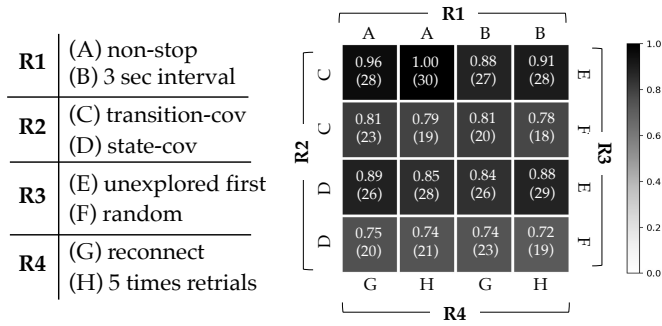 R1
(A) non-stop
(B) 3 sec interval
R2
(C) transition-cov
(D) state-cov
R3
(E) unexplored first
(F) random
R4
(G) reconnect
(H) 5 times retrials
R1
A A B B
R2
C C D D
0.96 1.00 0.88 0.91
(28) (30) (27) (28)
0.81 0.79 0.81 0.78
(23) (19) (20) (18)
0.89 0.85 0.84 0.88
(26) (28) (26) (29)
0.75 0.74 0.74 0.72
(20) (21) (23) (19)
E F E F
R3
G H G H
R4
1.0
0.8
0.6
0.4
0.2
0.0